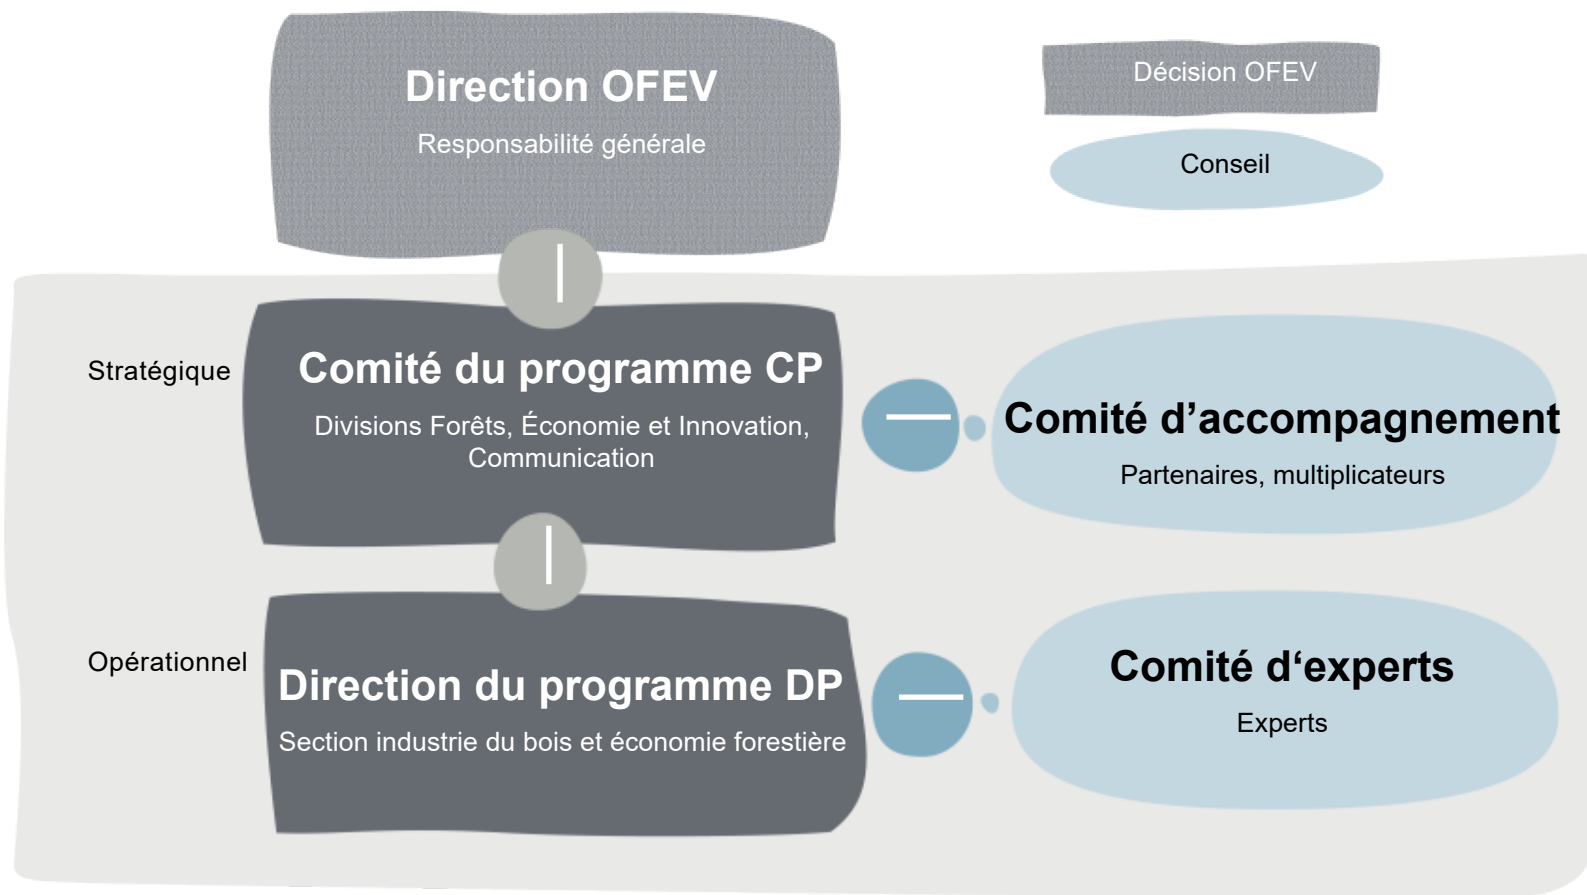 Direction OFEV
Responsabilité générale
Décision OFEV
Conseil
Stratégique
Comité du programme CP
Divisions Forêts, Économie et Innovation,
Communication
Comité d’accompagnement
Partenaires, multiplicateurs
Opérationnel
Direction du programme DP
Section industrie du bois et économie forestière
Comité d‘experts
Experts